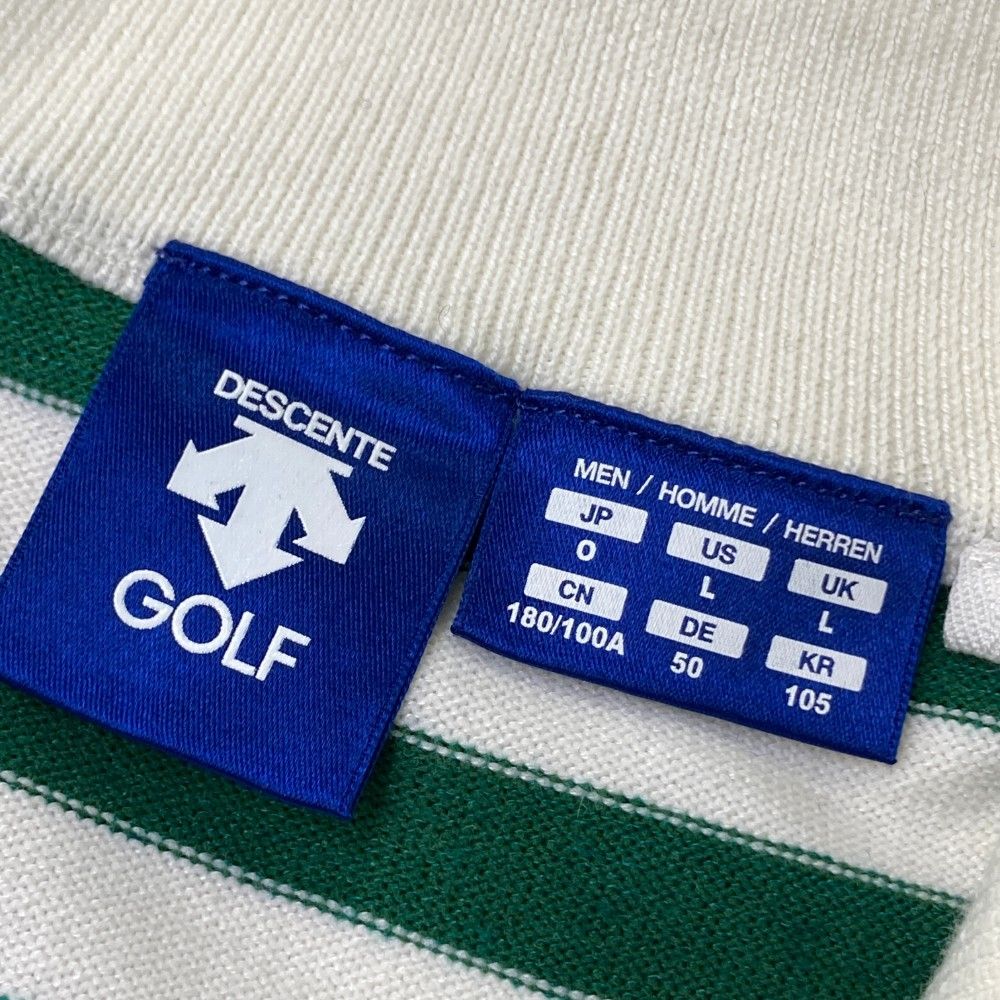 DESCENTE
GOLF
MEN / HOMME / HERREN
JP US UK
O L L
CN DE KR
180/100A 50 105